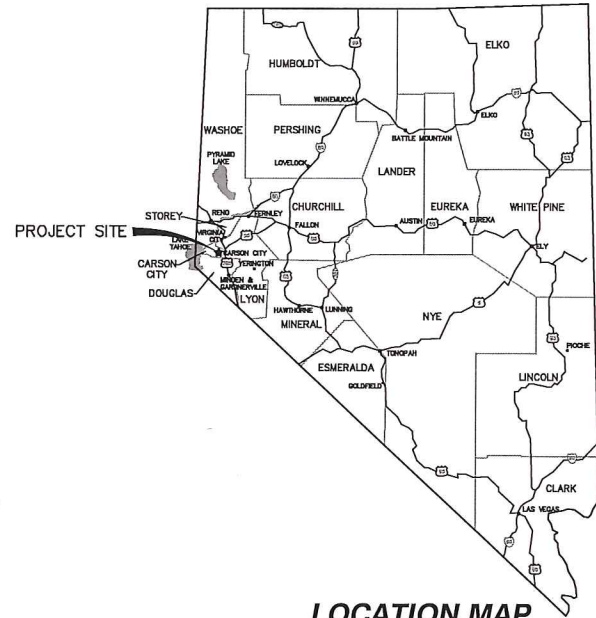 ELKO
HUMBOLDT
WINNEMUCCA
ELKO
WASHOE
PERSHING
BATTLE MOUNTAIN
PYRAMID
LAKE
LOVELOCK
LANDER
CHURCHILL
EUREKA
WHITE PINE
STOREY
RENO
FERNLEY
VIRGINIA
CITY
FALLON
AUSTIN
EUREKA
PROJECT SITE
LAKE
TAHOE
CARSON CITY
ELY
CARSON
CITY
YERINGTON
MINDEN &
GARDNERVILLE
DOUGLAS
LYON
HAWTHORNE
LUNNING
NYE
MINERAL
TONOPAH
PIOCHE
ESMERALDA
GOLDFIELD
LINCOLN
CLARK
LAS VEGAS
LOCATION MAP